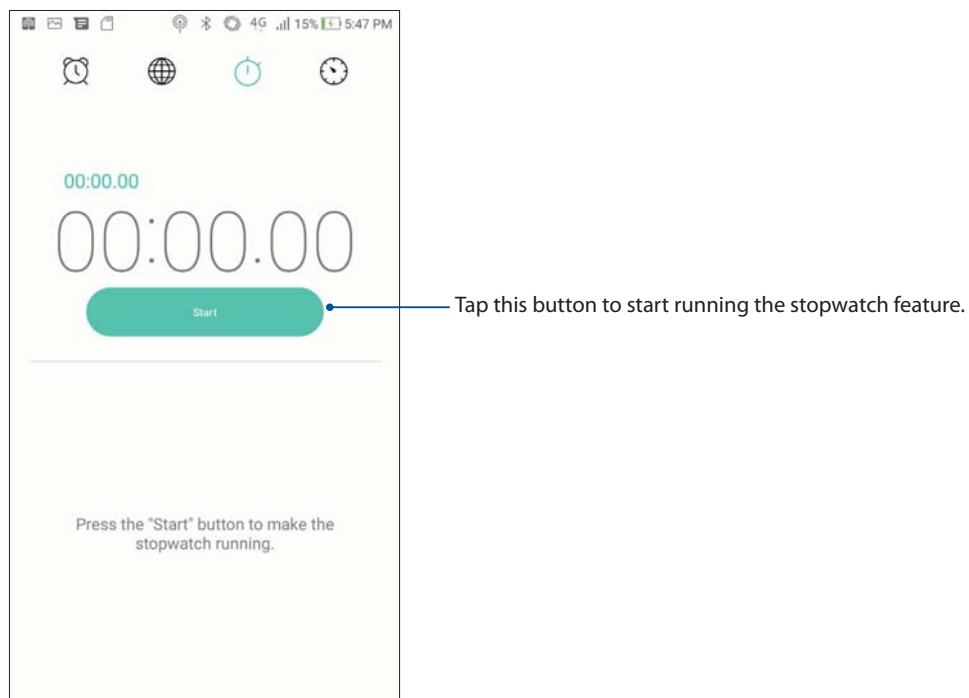 4G 15% 5:47 PM
00:00.00
00:00.00
Start
Tap this button to start running the stopwatch feature.
Press the "Start" button to make the
stopwatch running.